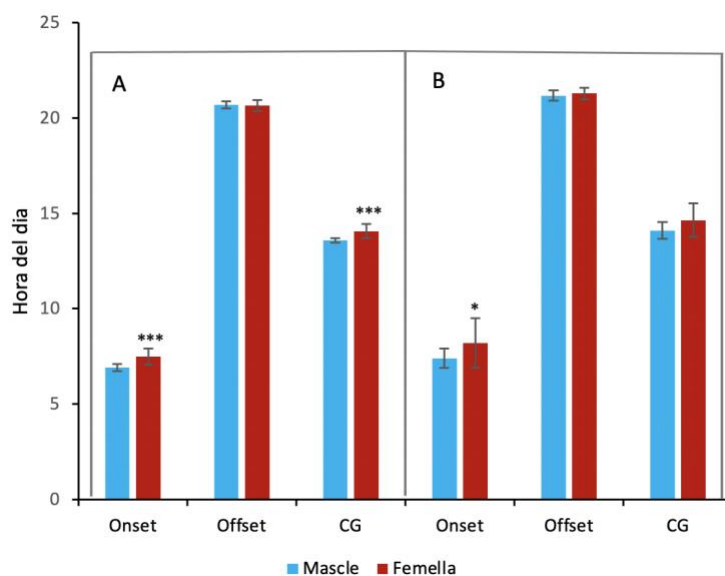 25
20
15
10
5
0
Hora del dia
A
B
***
***
*
Onset Offset CG Onset Offset CG
Mascle Femella